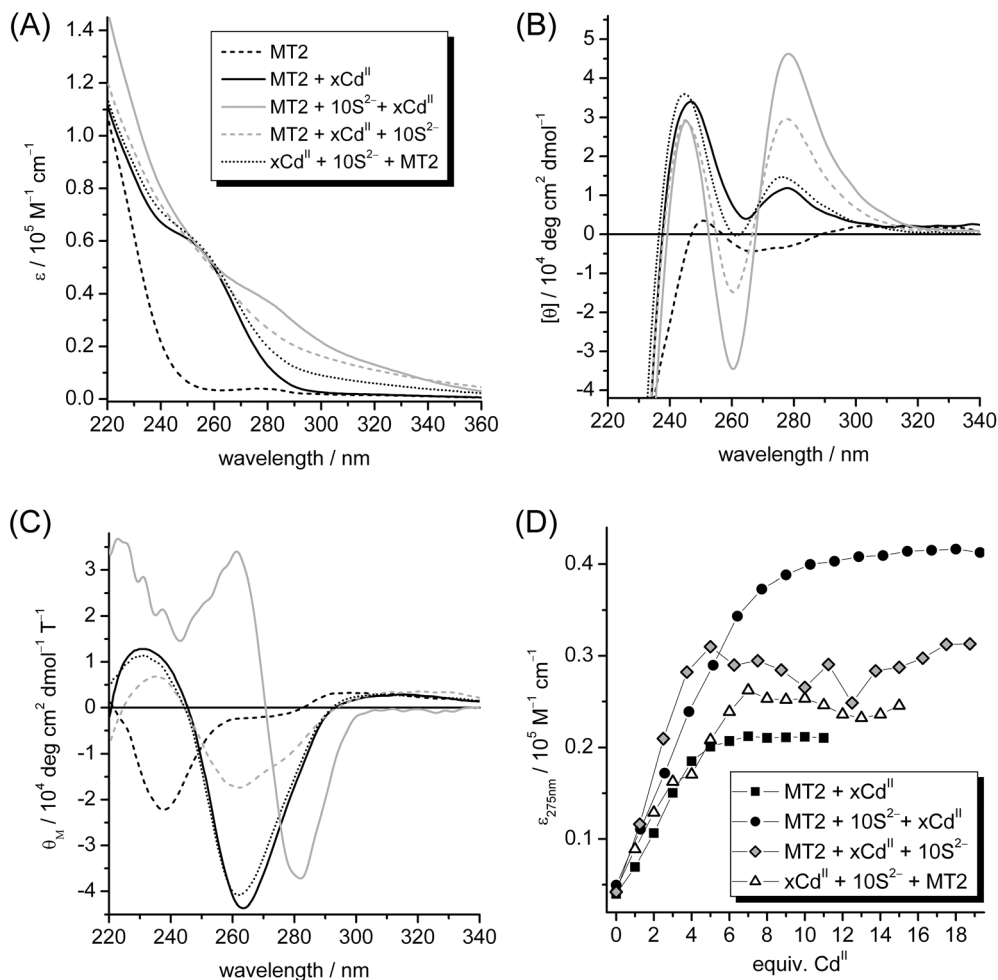 (A)
ε / 10⁵ M⁻¹ cm⁻¹
1.4
1.2
1.0
0.8
0.6
0.4
0.2
0.0
MT2
MT2 + xCdᴵᴵ
MT2 + 10S²⁻ + xCdᴵᴵ
MT2 + xCdᴵᴵ + 10S²⁻
xCdᴵᴵ + 10S²⁻ + MT2
220 240 260 280 300 320 340 360
wavelength / nm
(B)
[θ] / 10⁴ deg cm² dmol⁻¹
5
4
3
2
1
0
-1
-2
-3
-4
220 240 260 280 300 320 340
wavelength / nm
(C)
θM / 10⁴ deg cm² dmol⁻¹ T⁻¹
3
2
1
0
-1
-2
-3
-4
220 240 260 280 300 320 340
wavelength / nm
(D)
ε275nm / 10⁵ M⁻¹ cm⁻¹
0.4
0.3
0.2
0.1
MT2 + xCdᴵᴵ
MT2 + 10S²⁻ + xCdᴵᴵ
MT2 + xCdᴵᴵ + 10S²⁻
xCdᴵᴵ + 10S²⁻ + MT2
0 2 4 6 8 10 12 14 16 18
equiv. Cdᴵᴵ